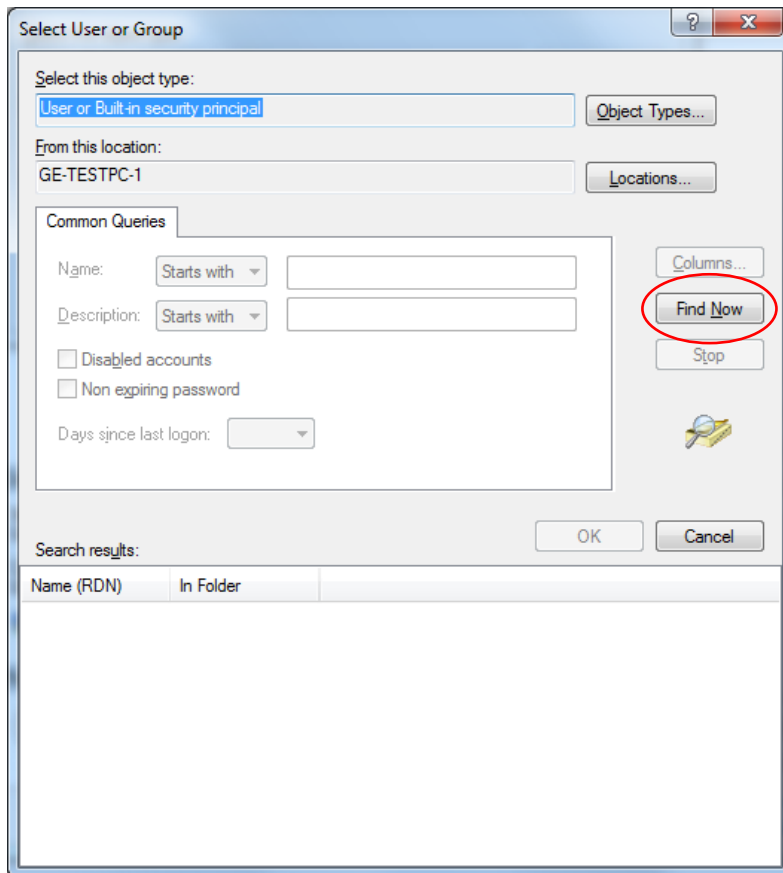 Select User or Group
Select this object type:
User or Built-in security principal
Object Types...
From this location:
GE-TESTPC-1
Locations...
Common Queries
Name:
Starts with
Columns...
Description:
Starts with
Find Now
Disabled accounts
Stop
Non expiring password
Days since last logon:
OK
Cancel
Search results:
Name (RDN)
In Folder